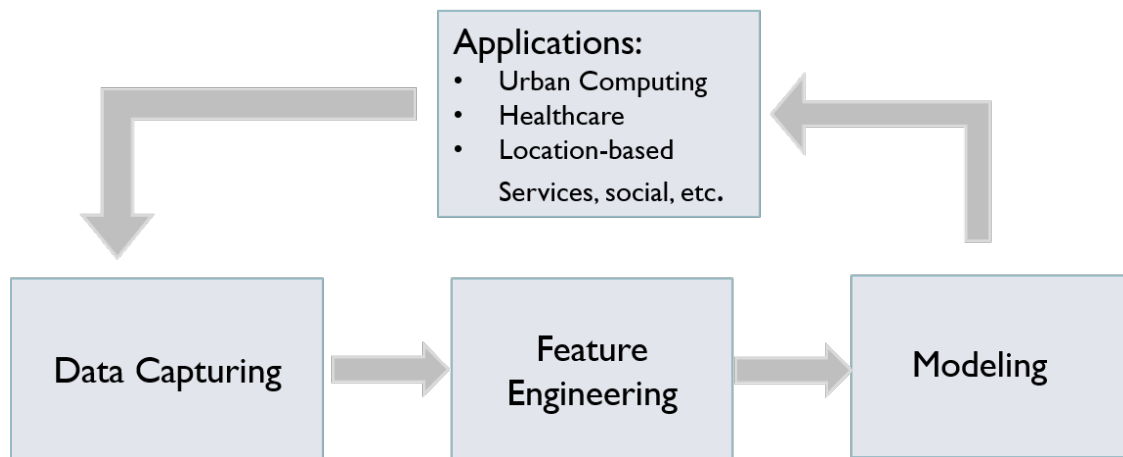 Applications:
• Urban Computing
• Healthcare
• Location-based
Services, social, etc.
Data Capturing
Feature
Engineering
Modeling